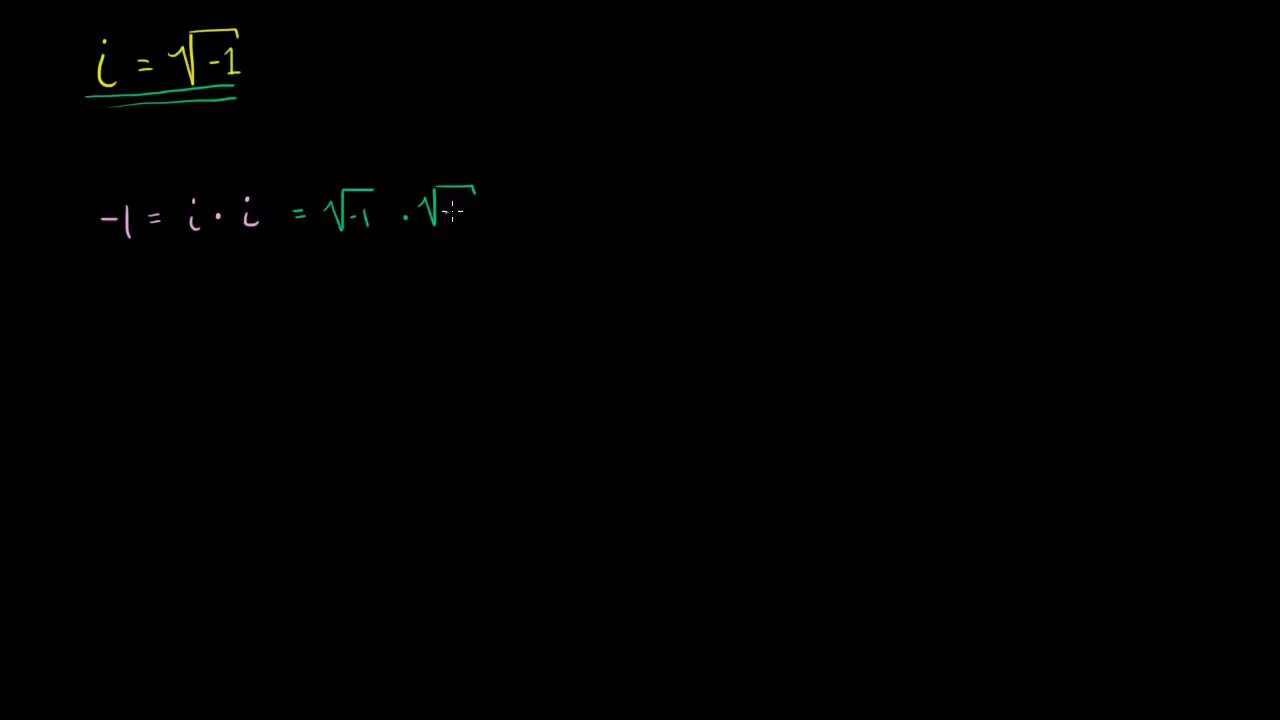 i = √-1
-1 = i · i = √-1 · √-